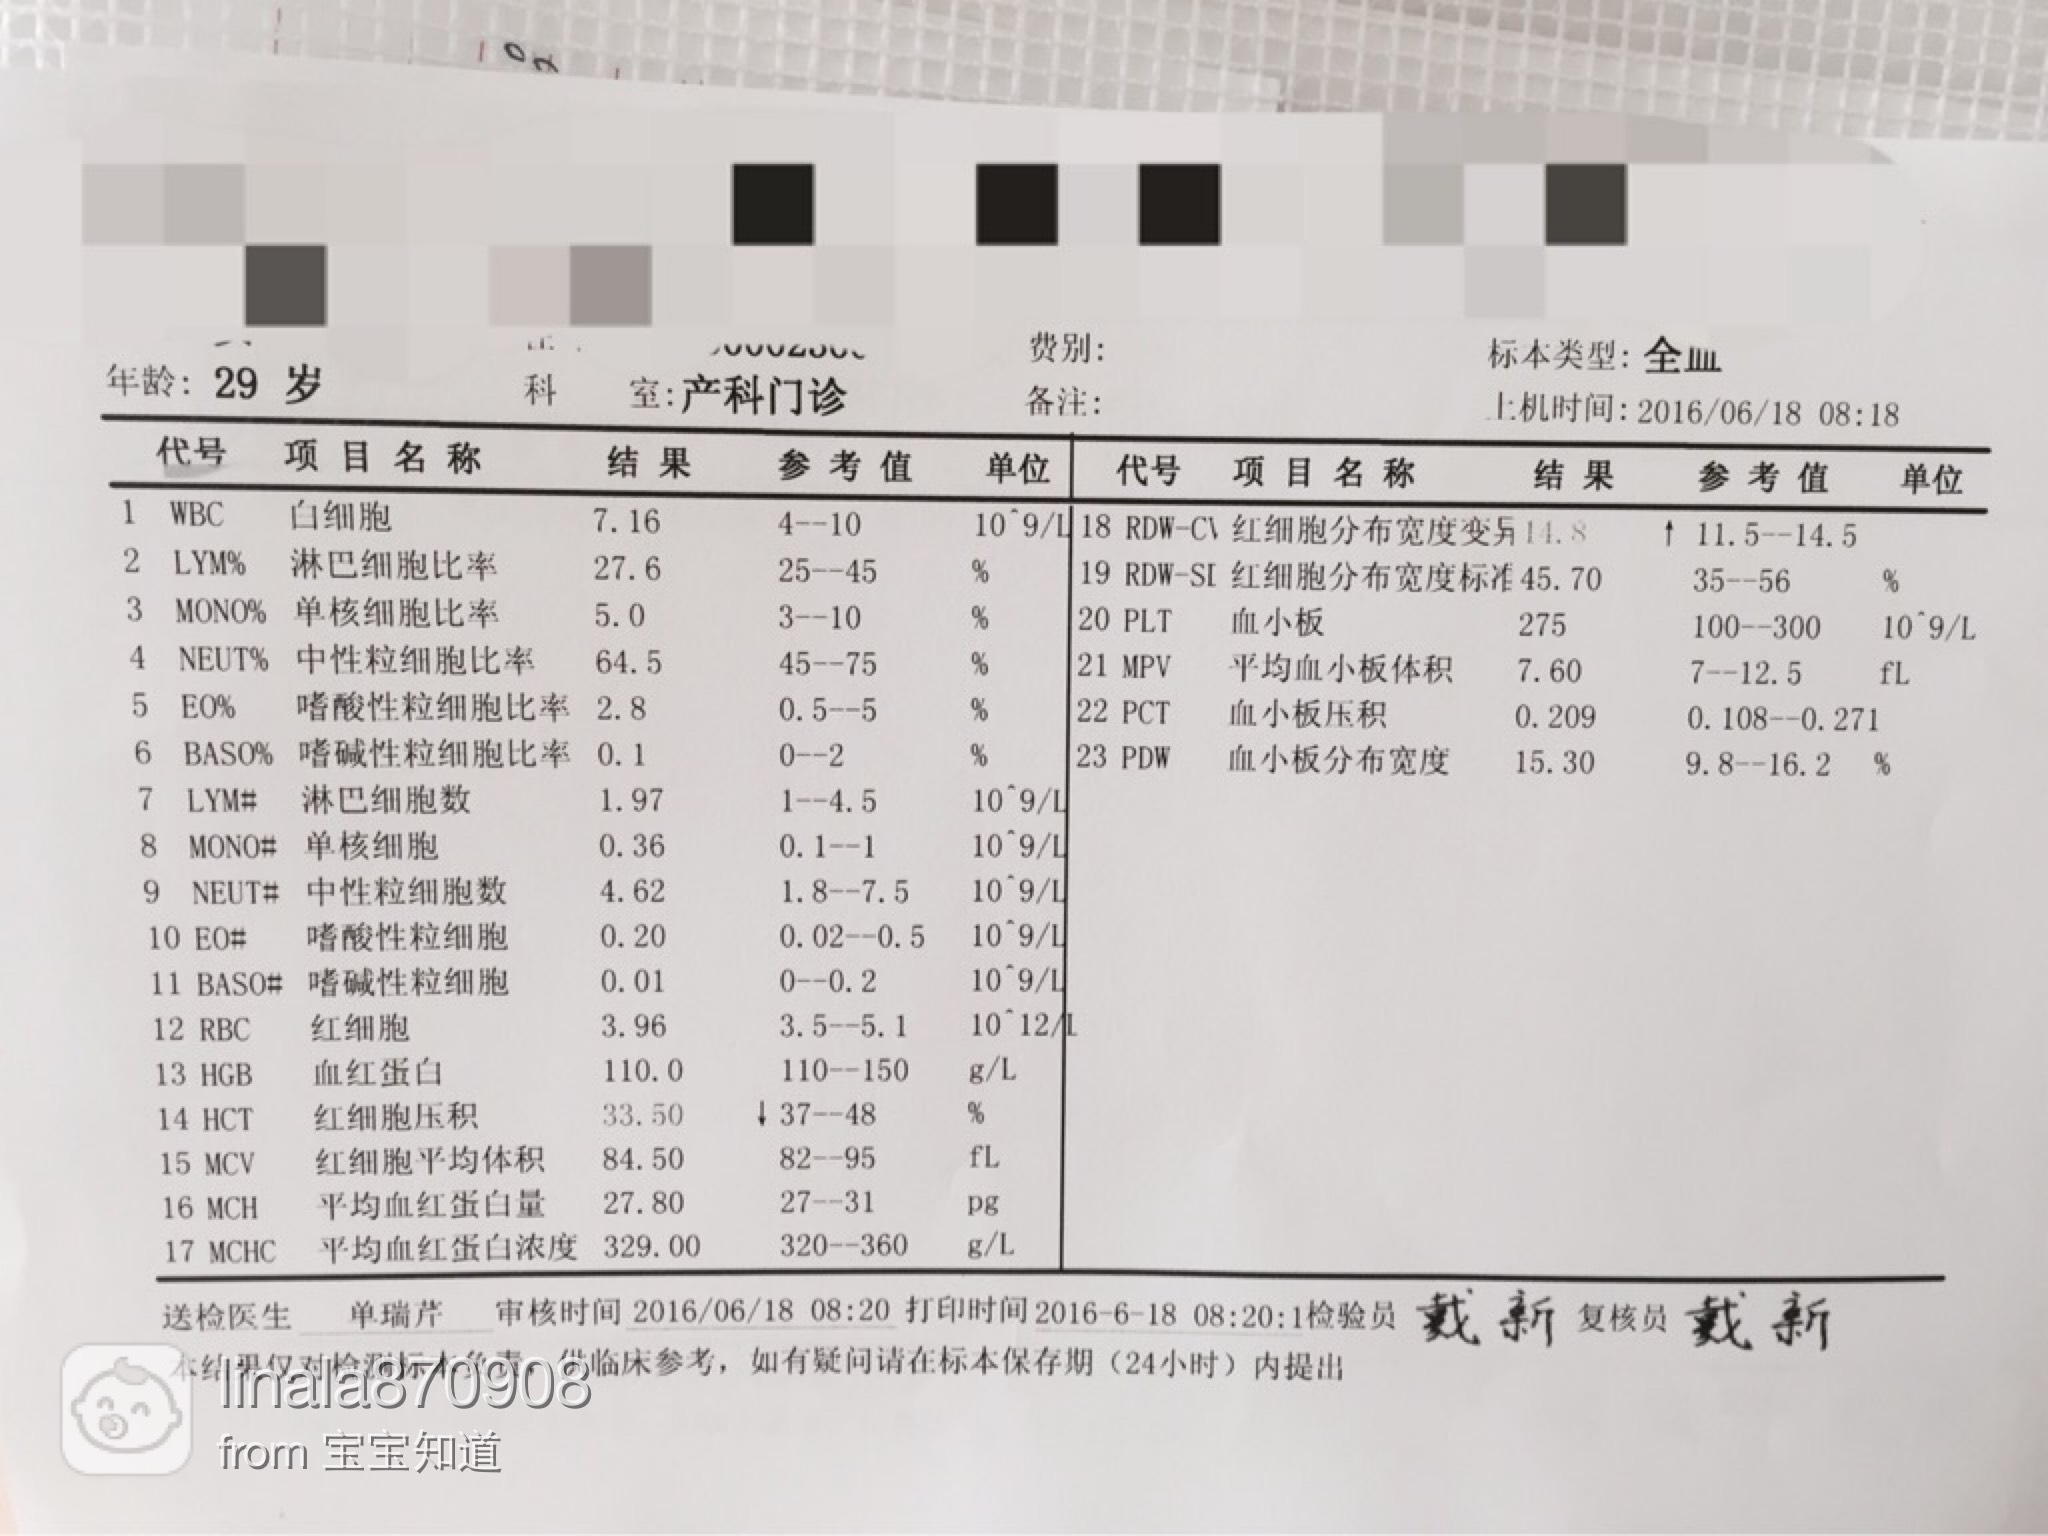 费别:
标本类型: 全血
年龄: 29 岁 科 室: 产科门诊 备注: 上机时间: 2016/06/18 08:18
代号 项目名称 结果 参考值 单位 代号 项目名称 结果 参考值 单位
1 WBC 白细胞 7.16 4--10 10^9/L 18 RDW-CV 红细胞分布宽度变异 14.8 ↑ 11.5--14.5
2 LYM% 淋巴细胞比率 27.6 25--45 % 19 RDW-SD 红细胞分布宽度标准 45.70 35--56 %
3 MONO% 单核细胞比率 5.0 3--10 % 20 PLT 血小板 275 100--300 10^9/L
4 NEUT% 中性粒细胞比率 64.5 45--75 % 21 MPV 平均血小板体积 7.60 7--12.5 fL
5 EO% 嗜酸性粒细胞比率 2.8 0.5--5 % 22 PCT 血小板压积 0.209 0.108--0.271
6 BASO% 嗜碱性粒细胞比率 0.1 0--2 % 23 PDW 血小板分布宽度 15.30 9.8--16.2 %
7 LYM# 淋巴细胞数 1.97 1--4.5 10^9/L
8 MONO# 单核细胞 0.36 0.1--1 10^9/L
9 NEUT# 中性粒细胞数 4.62 1.8--7.5 10^9/L
10 EO# 嗜酸性粒细胞 0.20 0.02--0.5 10^9/L
11 BASO# 嗜碱性粒细胞 0.01 0--0.2 10^9/L
12 RBC 红细胞 3.96 3.5--5.1 10^12/L
13 HGB 血红蛋白 110.0 110--150 g/L
14 HCT 红细胞压积 33.50 ↓ 37--48 %
15 MCV 红细胞平均体积 84.50 82--95 fL
16 MCH 平均血红蛋白量 27.80 27--31 pg
17 MCHC 平均血红蛋白浓度 329.00 320--360 g/L
送检医生 单瑞芹 审核时间 2016/06/18 08:20 打印时间 2016-6-18 08:20:1 检验员 戴新 复核员 戴新
本结果仅对检测标本负责，供临床参考，如有疑问请在标本保存期（24小时）内提出
linala870908
from 宝宝知道